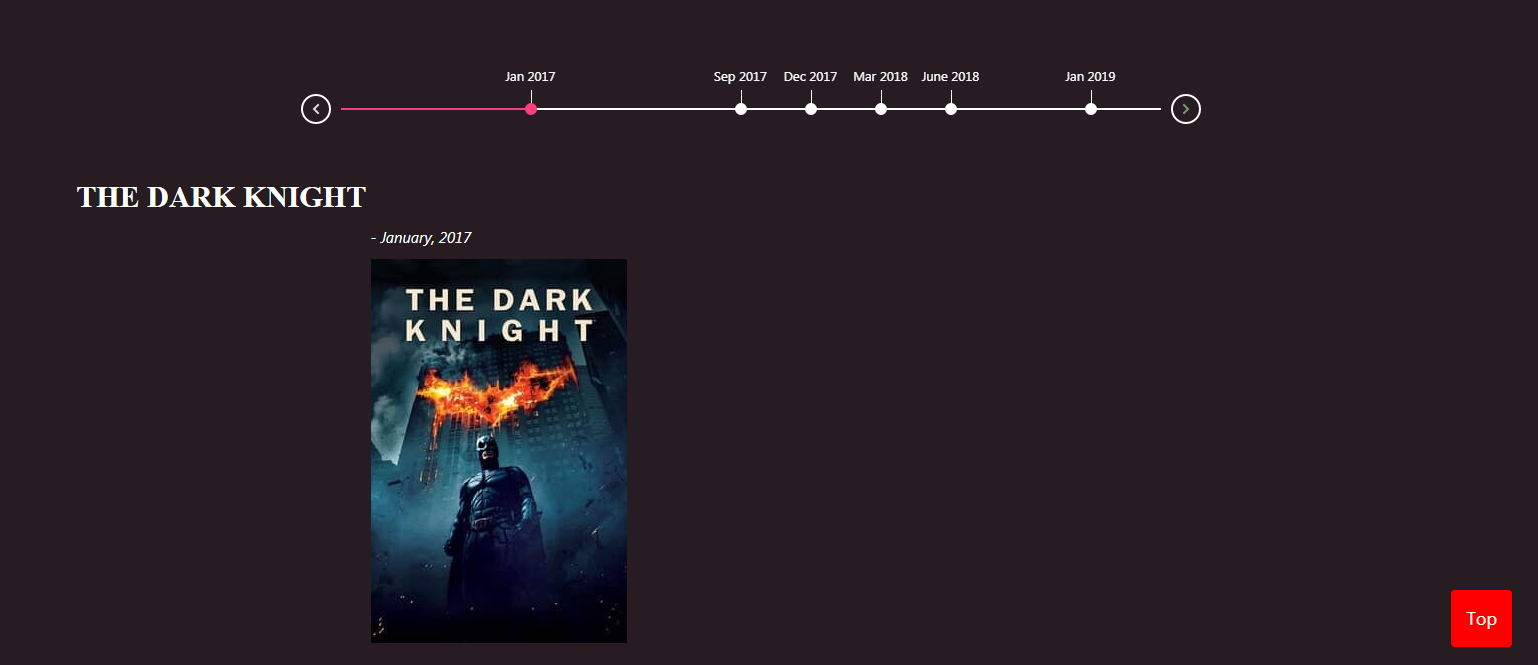 Jan 2017
Sep 2017
Dec 2017
Mar 2018
June 2018
Jan 2019
THE DARK KNIGHT
- January, 2017
THE DARK
KNIGHT
Top